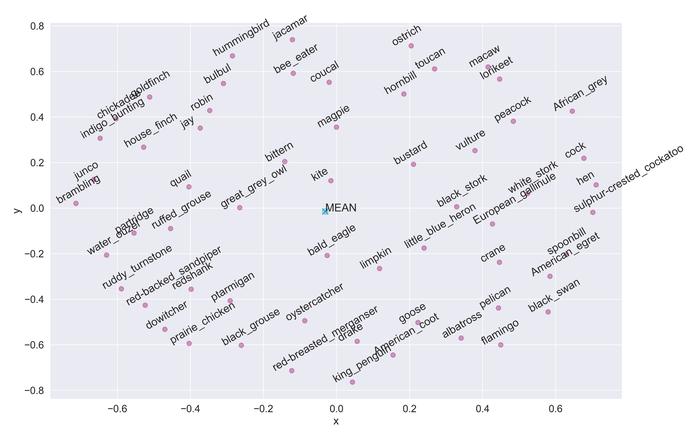 0.8
0.6
0.4
0.2
0.0
−0.2
−0.4
−0.6
−0.8
y
jacamar
hummingbird
ostrich
bee_eater
toucan
macaw
lorikeet
coucal
bulbul
hornbill
goldfinch
chickadee
indigo_bunting
robin
jay
house_finch
magpie
peacock
African_grey
vulture
bustard
bittern
cock
kite
hen
white_stork
sulphur-crested_cockatoo
junco
brambling
quail
great_grey_owl
MEAN
black_stork
European_gallinule
partridge
ruffed_grouse
water_ouzel
little_blue_heron
bald_eagle
limpkin
crane
spoonbill
American_egret
ruddy_turnstone
red-backed_sandpiper
redshank
ptarmigan
pelican
black_swan
dowitcher
prairie_chicken
black_grouse
oystercatcher
goose
albatross
flamingo
red-breasted_merganser
drake
American_coot
king_penguin
−0.6
−0.4
−0.2
0.0
0.2
0.4
0.6
x